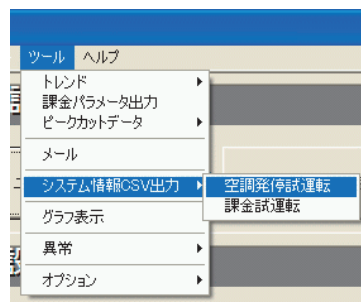 ツール ヘルプ
トレンド
課金パラメータ出力
ピークカットデータ
メール
システム情報CSV出力
空調発停試運転
課金試運転
グラフ表示
異常
オプション